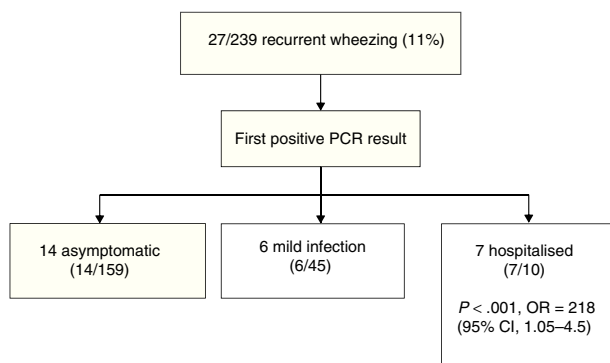 27/239 recurrent wheezing (11%)
First positive PCR result
14 asymptomatic
(14/159)
6 mild infection
(6/45)
7 hospitalised
(7/10)
P < .001, OR = 218
(95% CI, 1.05–4.5)